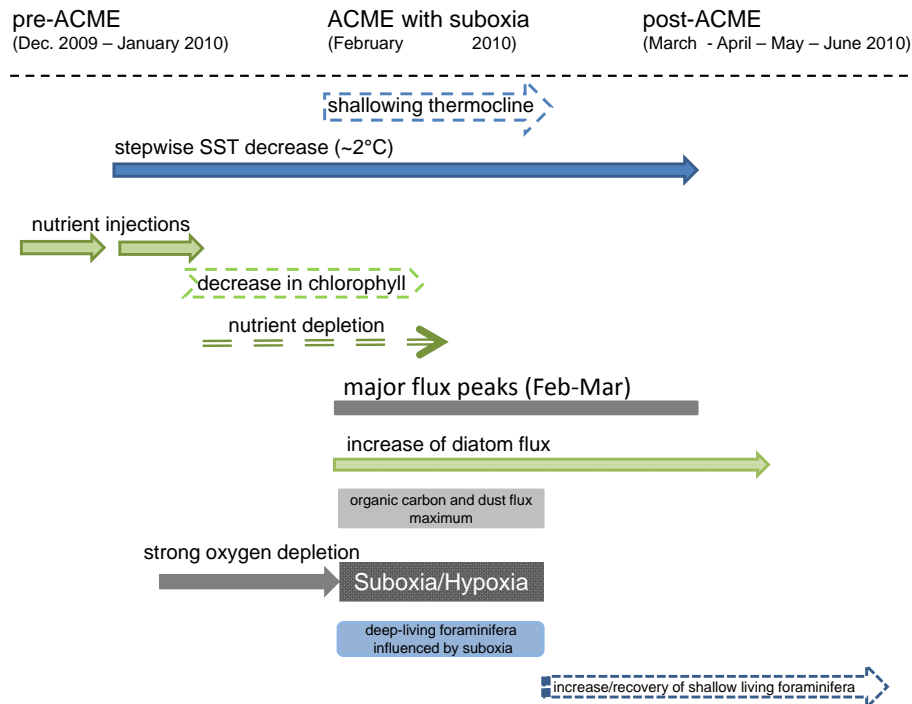 pre-ACME
(Dec. 2009 – January 2010)
ACME with suboxia
(February 2010)
post-ACME
(March - April – May – June 2010)
shallowing thermocline
stepwise SST decrease (~2°C)
nutrient injections
decrease in chlorophyll
nutrient depletion
major flux peaks (Feb-Mar)
increase of diatom flux
organic carbon and dust flux
maximum
strong oxygen depletion
Suboxia/Hypoxia
deep-living foraminifera
influenced by suboxia
increase/recovery of shallow living foraminifera